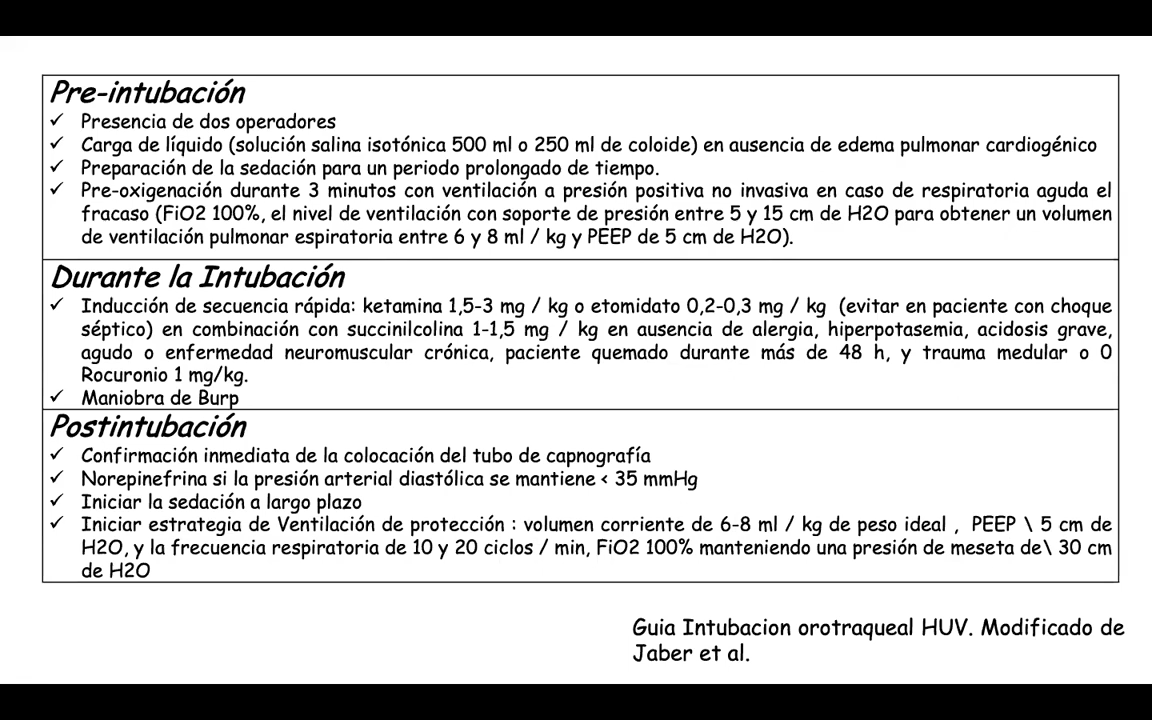 Pre-intubación
✓ Presencia de dos operadores
✓ Carga de líquido (solución salina isotónica 500 ml o 250 ml de coloide) en ausencia de edema pulmonar cardiogénico
✓ Preparación de la sedación para un periodo prolongado de tiempo.
✓ Pre-oxigenación durante 3 minutos con ventilación a presión positiva no invasiva en caso de respiratoria aguda el
fracaso (FiO2 100%, el nivel de ventilación con soporte de presión entre 5 y 15 cm de H2O para obtener un volumen
de ventilación pulmonar espiratoria entre 6 y 8 ml / kg y PEEP de 5 cm de H2O).
Durante la Intubación
✓ Inducción de secuencia rápida: ketamina 1,5-3 mg / kg o etomidato 0,2-0,3 mg / kg (evitar en paciente con choque
séptico) en combinación con succinilcolina 1-1,5 mg / kg en ausencia de alergia, hiperpotasemia, acidosis grave,
agudo o enfermedad neuromuscular crónica, paciente quemado durante más de 48 h, y trauma medular o 0
Rocuronio 1 mg/kg.
✓ Maniobra de Burp
Postintubación
✓ Confirmación inmediata de la colocación del tubo de capnografía
✓ Norepinefrina si la presión arterial diastólica se mantiene < 35 mmHg
✓ Iniciar la sedación a largo plazo
✓ Iniciar estrategia de Ventilación de protección : volumen corriente de 6-8 ml / kg de peso ideal , PEEP \ 5 cm de
H2O, y la frecuencia respiratoria de 10 y 20 ciclos / min, FiO2 100% manteniendo una presión de meseta de\ 30 cm
de H2O
Guia Intubacion orotraqueal HUV. Modificado de
Jaber et al.